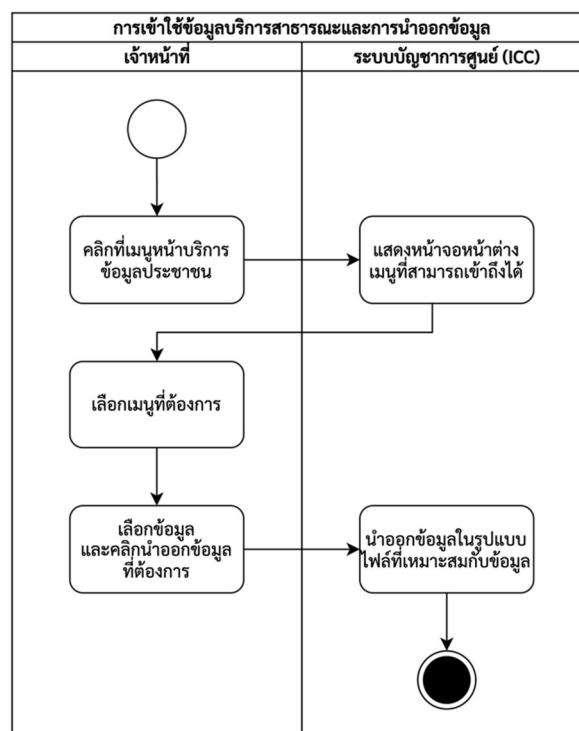 การเข้าใช้ข้อมูลบริการสาธารณะและการนำออกข้อมูล
เจ้าหน้าที่
ระบบบัญชาการศูนย์ (ICC)
คลิกที่เมนูหน้าบริการ
ข้อมูลประชาชน
แสดงหน้าจอหน้าต่าง
เมนูที่สามารถเข้าถึงได้
เลือกเมนูที่ต้องการ
เลือกข้อมูล
และคลิกนำออกข้อมูล
ที่ต้องการ
นำออกข้อมูลในรูปแบบ
ไฟล์ที่เหมาะสมกับข้อมูล